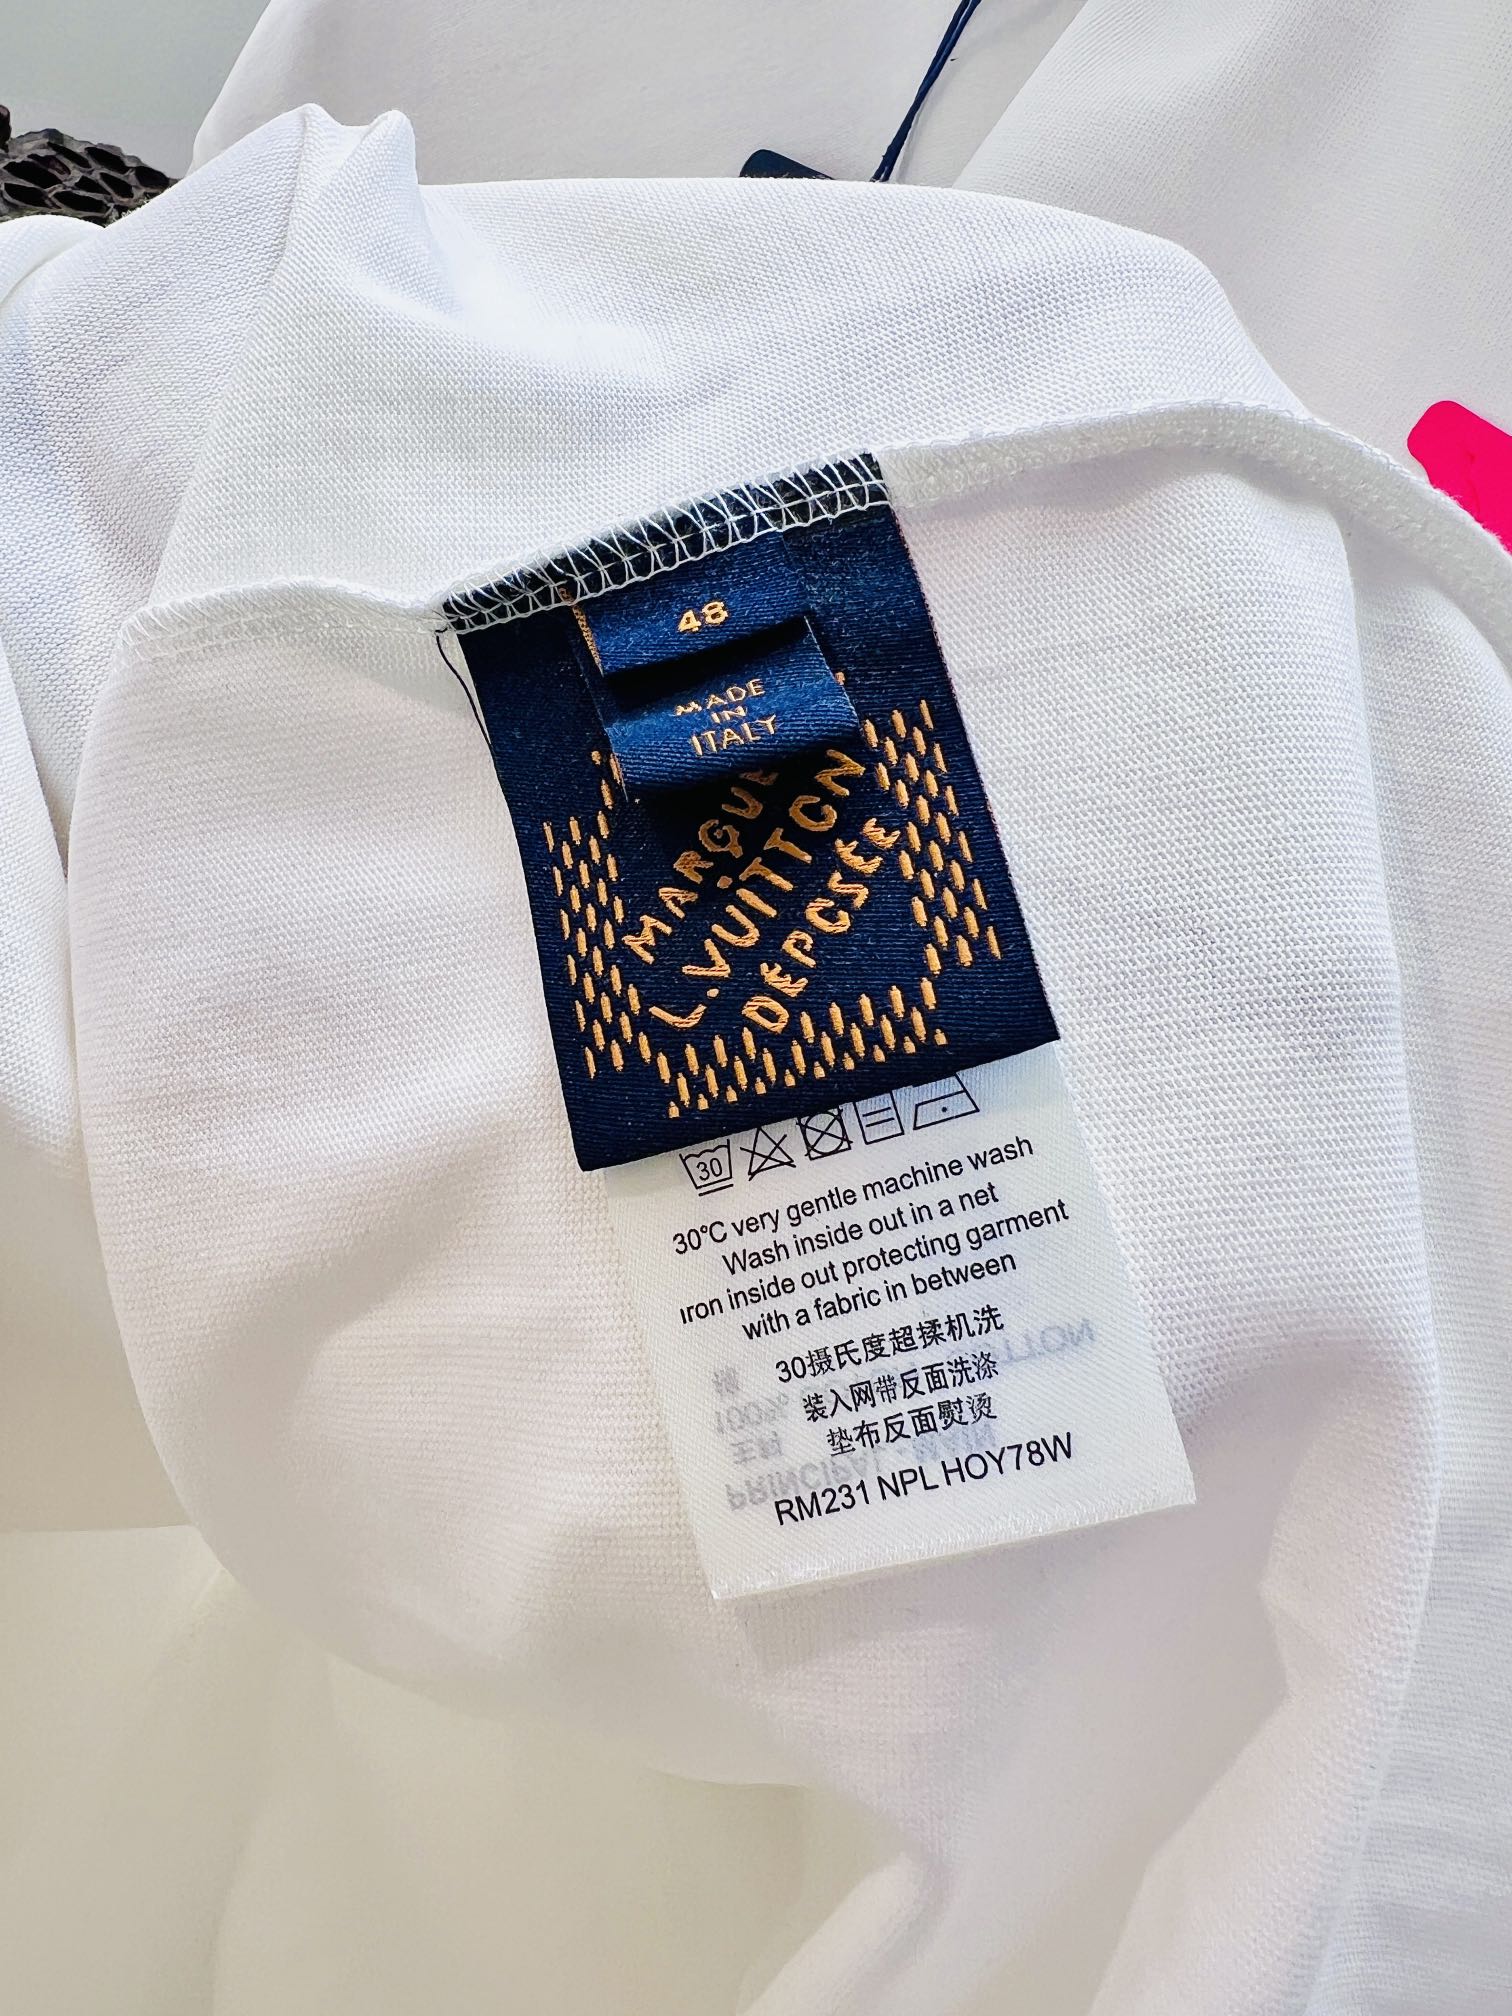 48
MADE
IN
ITALY
MARQUE
L.VUITTON
DEPOSEE
30
30℃ very gentle machine wash
Wash inside out in a net
Iron inside out protecting garment
with a fabric in between
30摄氏度超揉机洗
装入网带反面洗涤
垫布反面熨烫
RM231 NPL HOY78W